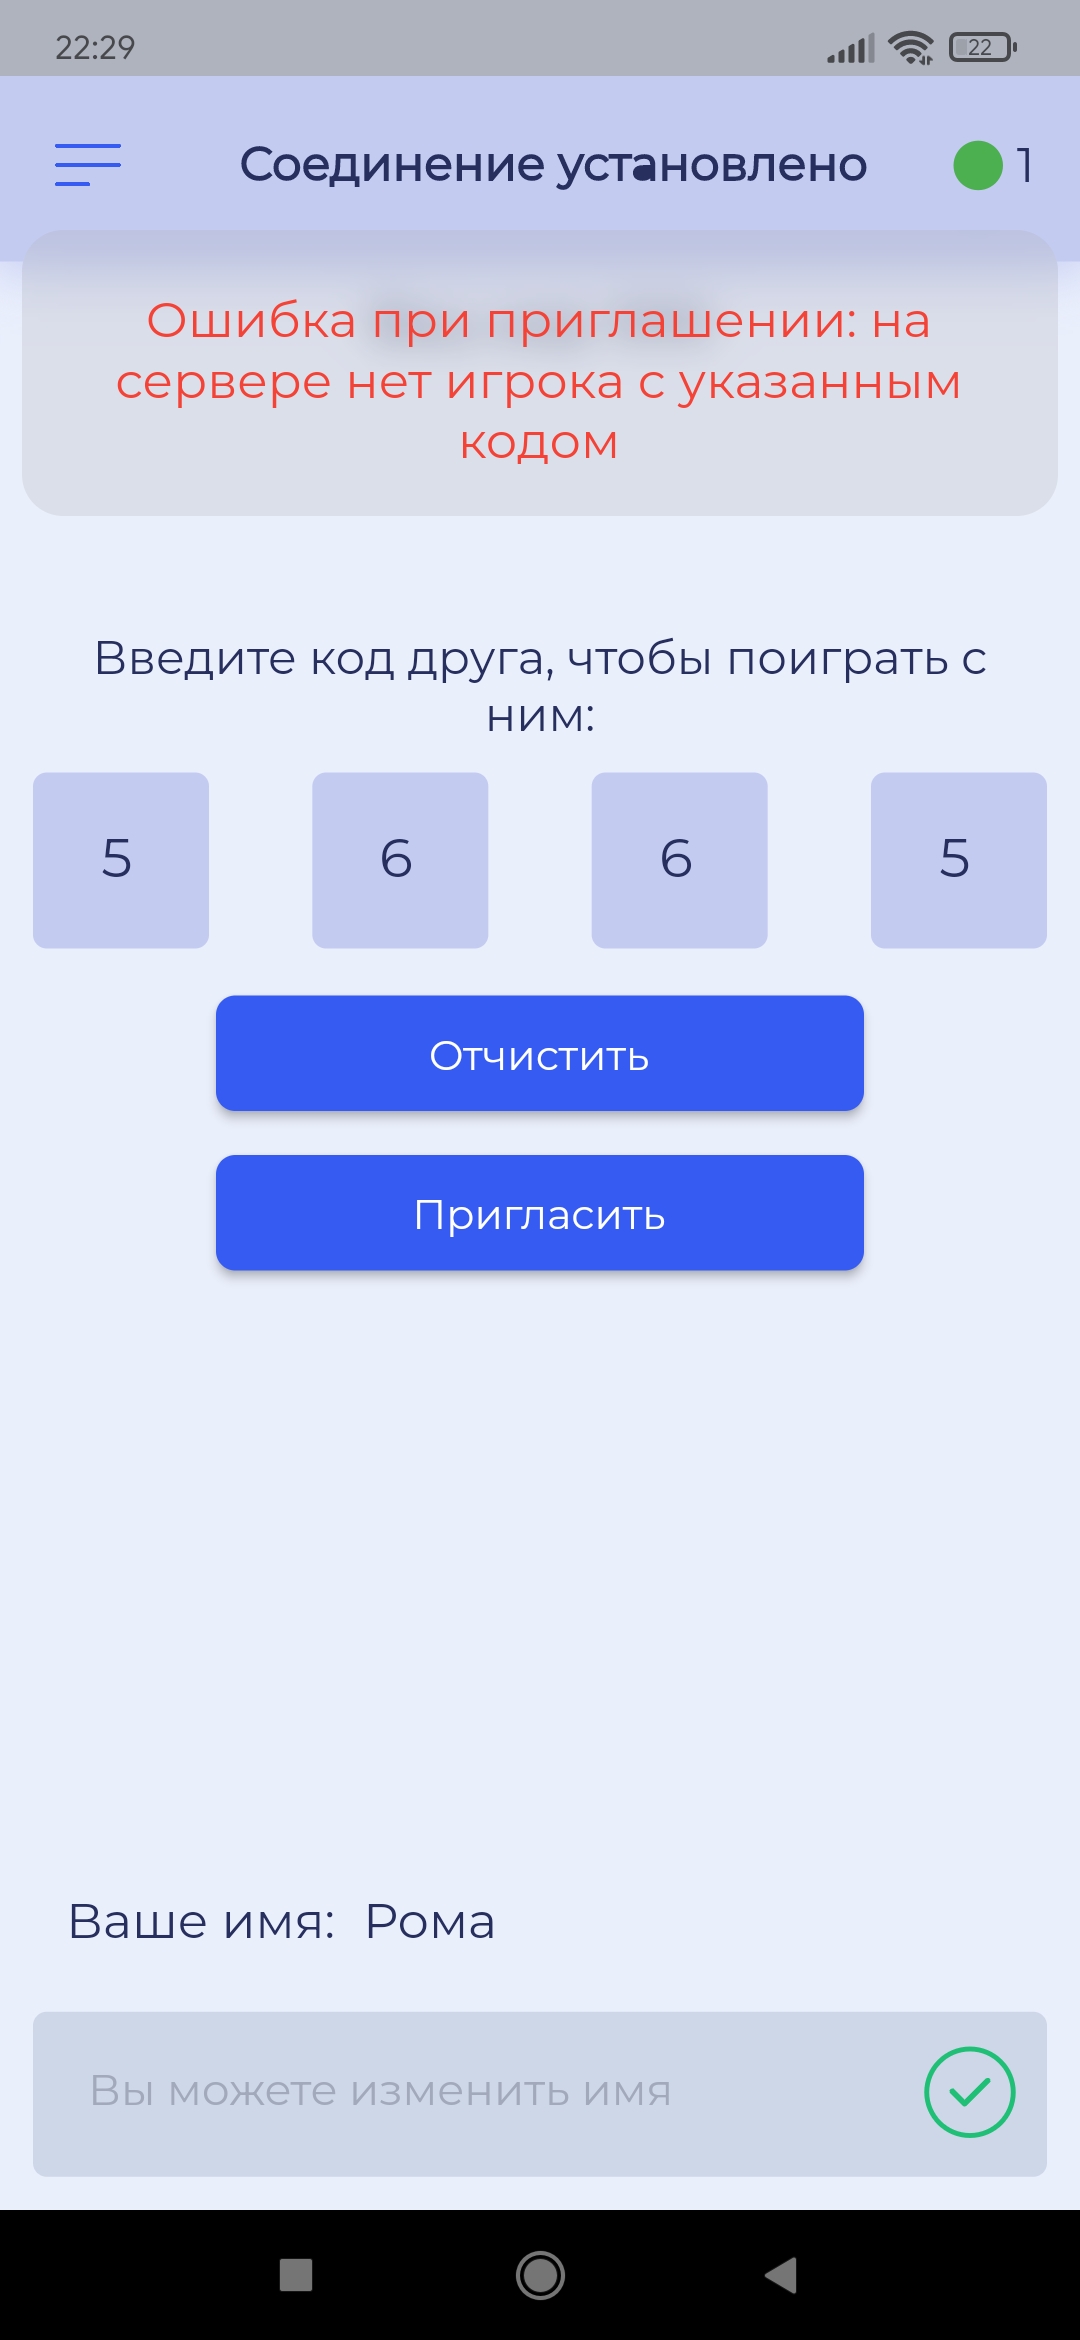 22:29
22
Соединение установлено
1
Ошибка при приглашении: на
сервере нет игрока с указанным
кодом
Введите код друга, чтобы поиграть с
ним:
5 6 6 5
Отчистить
Пригласить
Ваше имя: Рома
Вы можете изменить имя